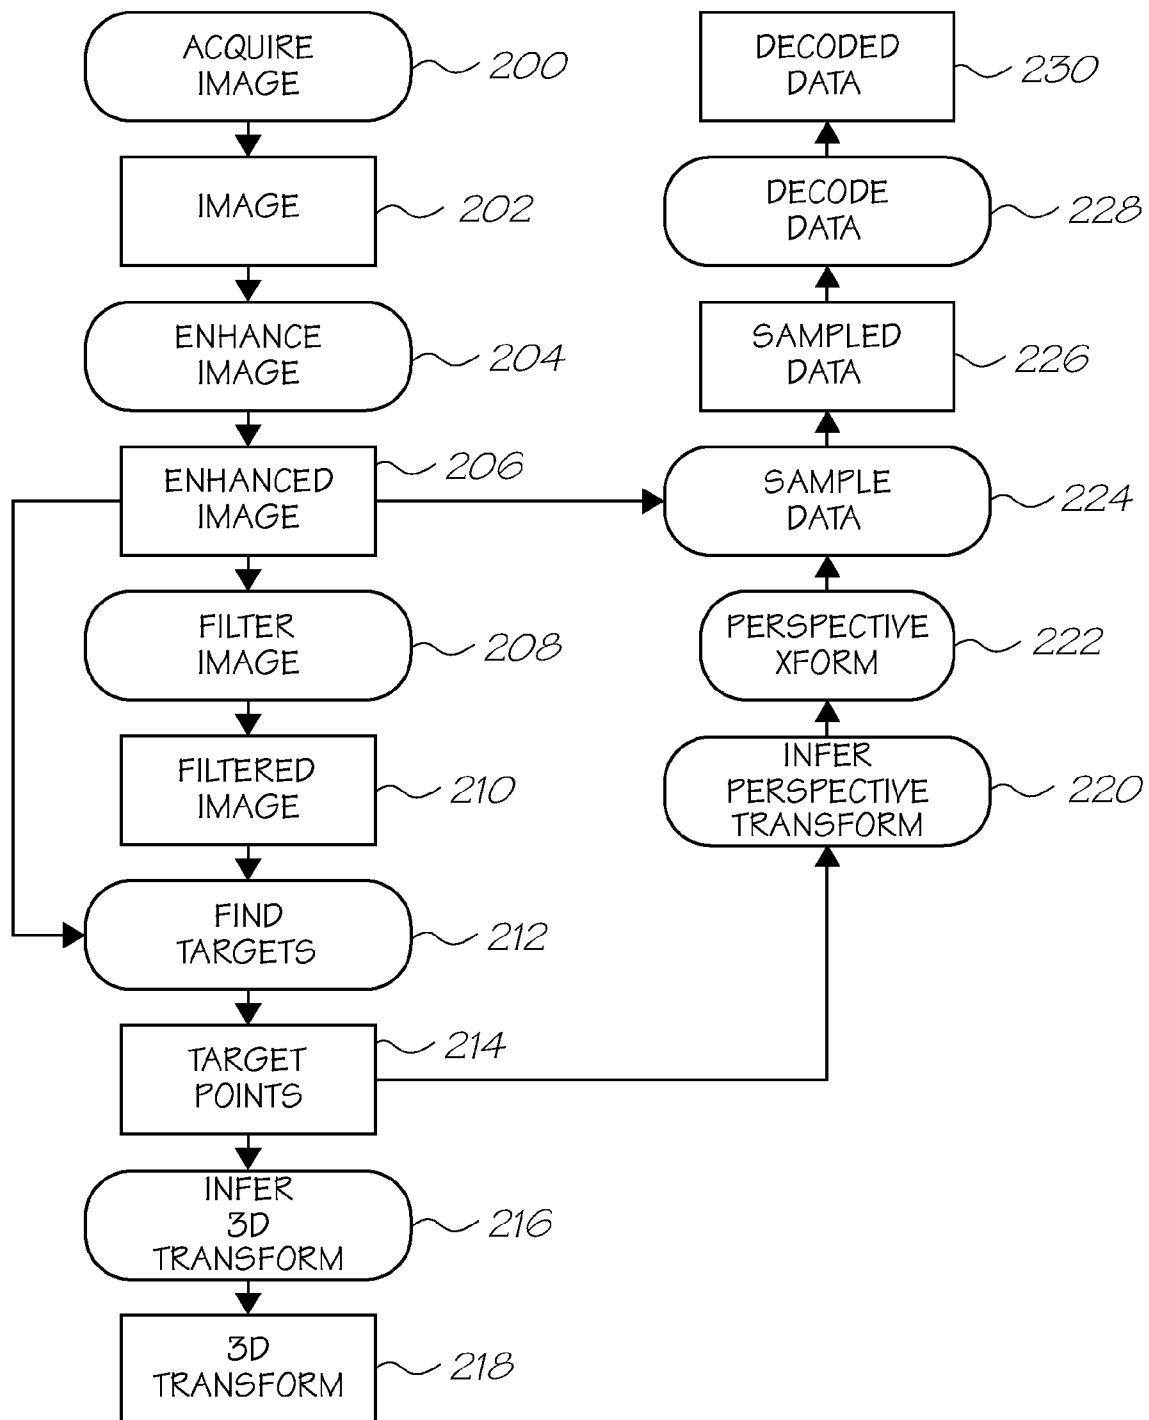 ACQUIRE
IMAGE
200
IMAGE
202
ENHANCE
IMAGE
204
ENHANCED
IMAGE
206
FILTER
IMAGE
208
FILTERED
IMAGE
210
FIND
TARGETS
212
TARGET
POINTS
214
INFER
3D
TRANSFORM
216
3D
TRANSFORM
218
DECODED
DATA
230
DECODE
DATA
228
SAMPLED
DATA
226
SAMPLE
DATA
224
PERSPECTIVE
XFORM
222
INFER
PERSPECTIVE
TRANSFORM
220